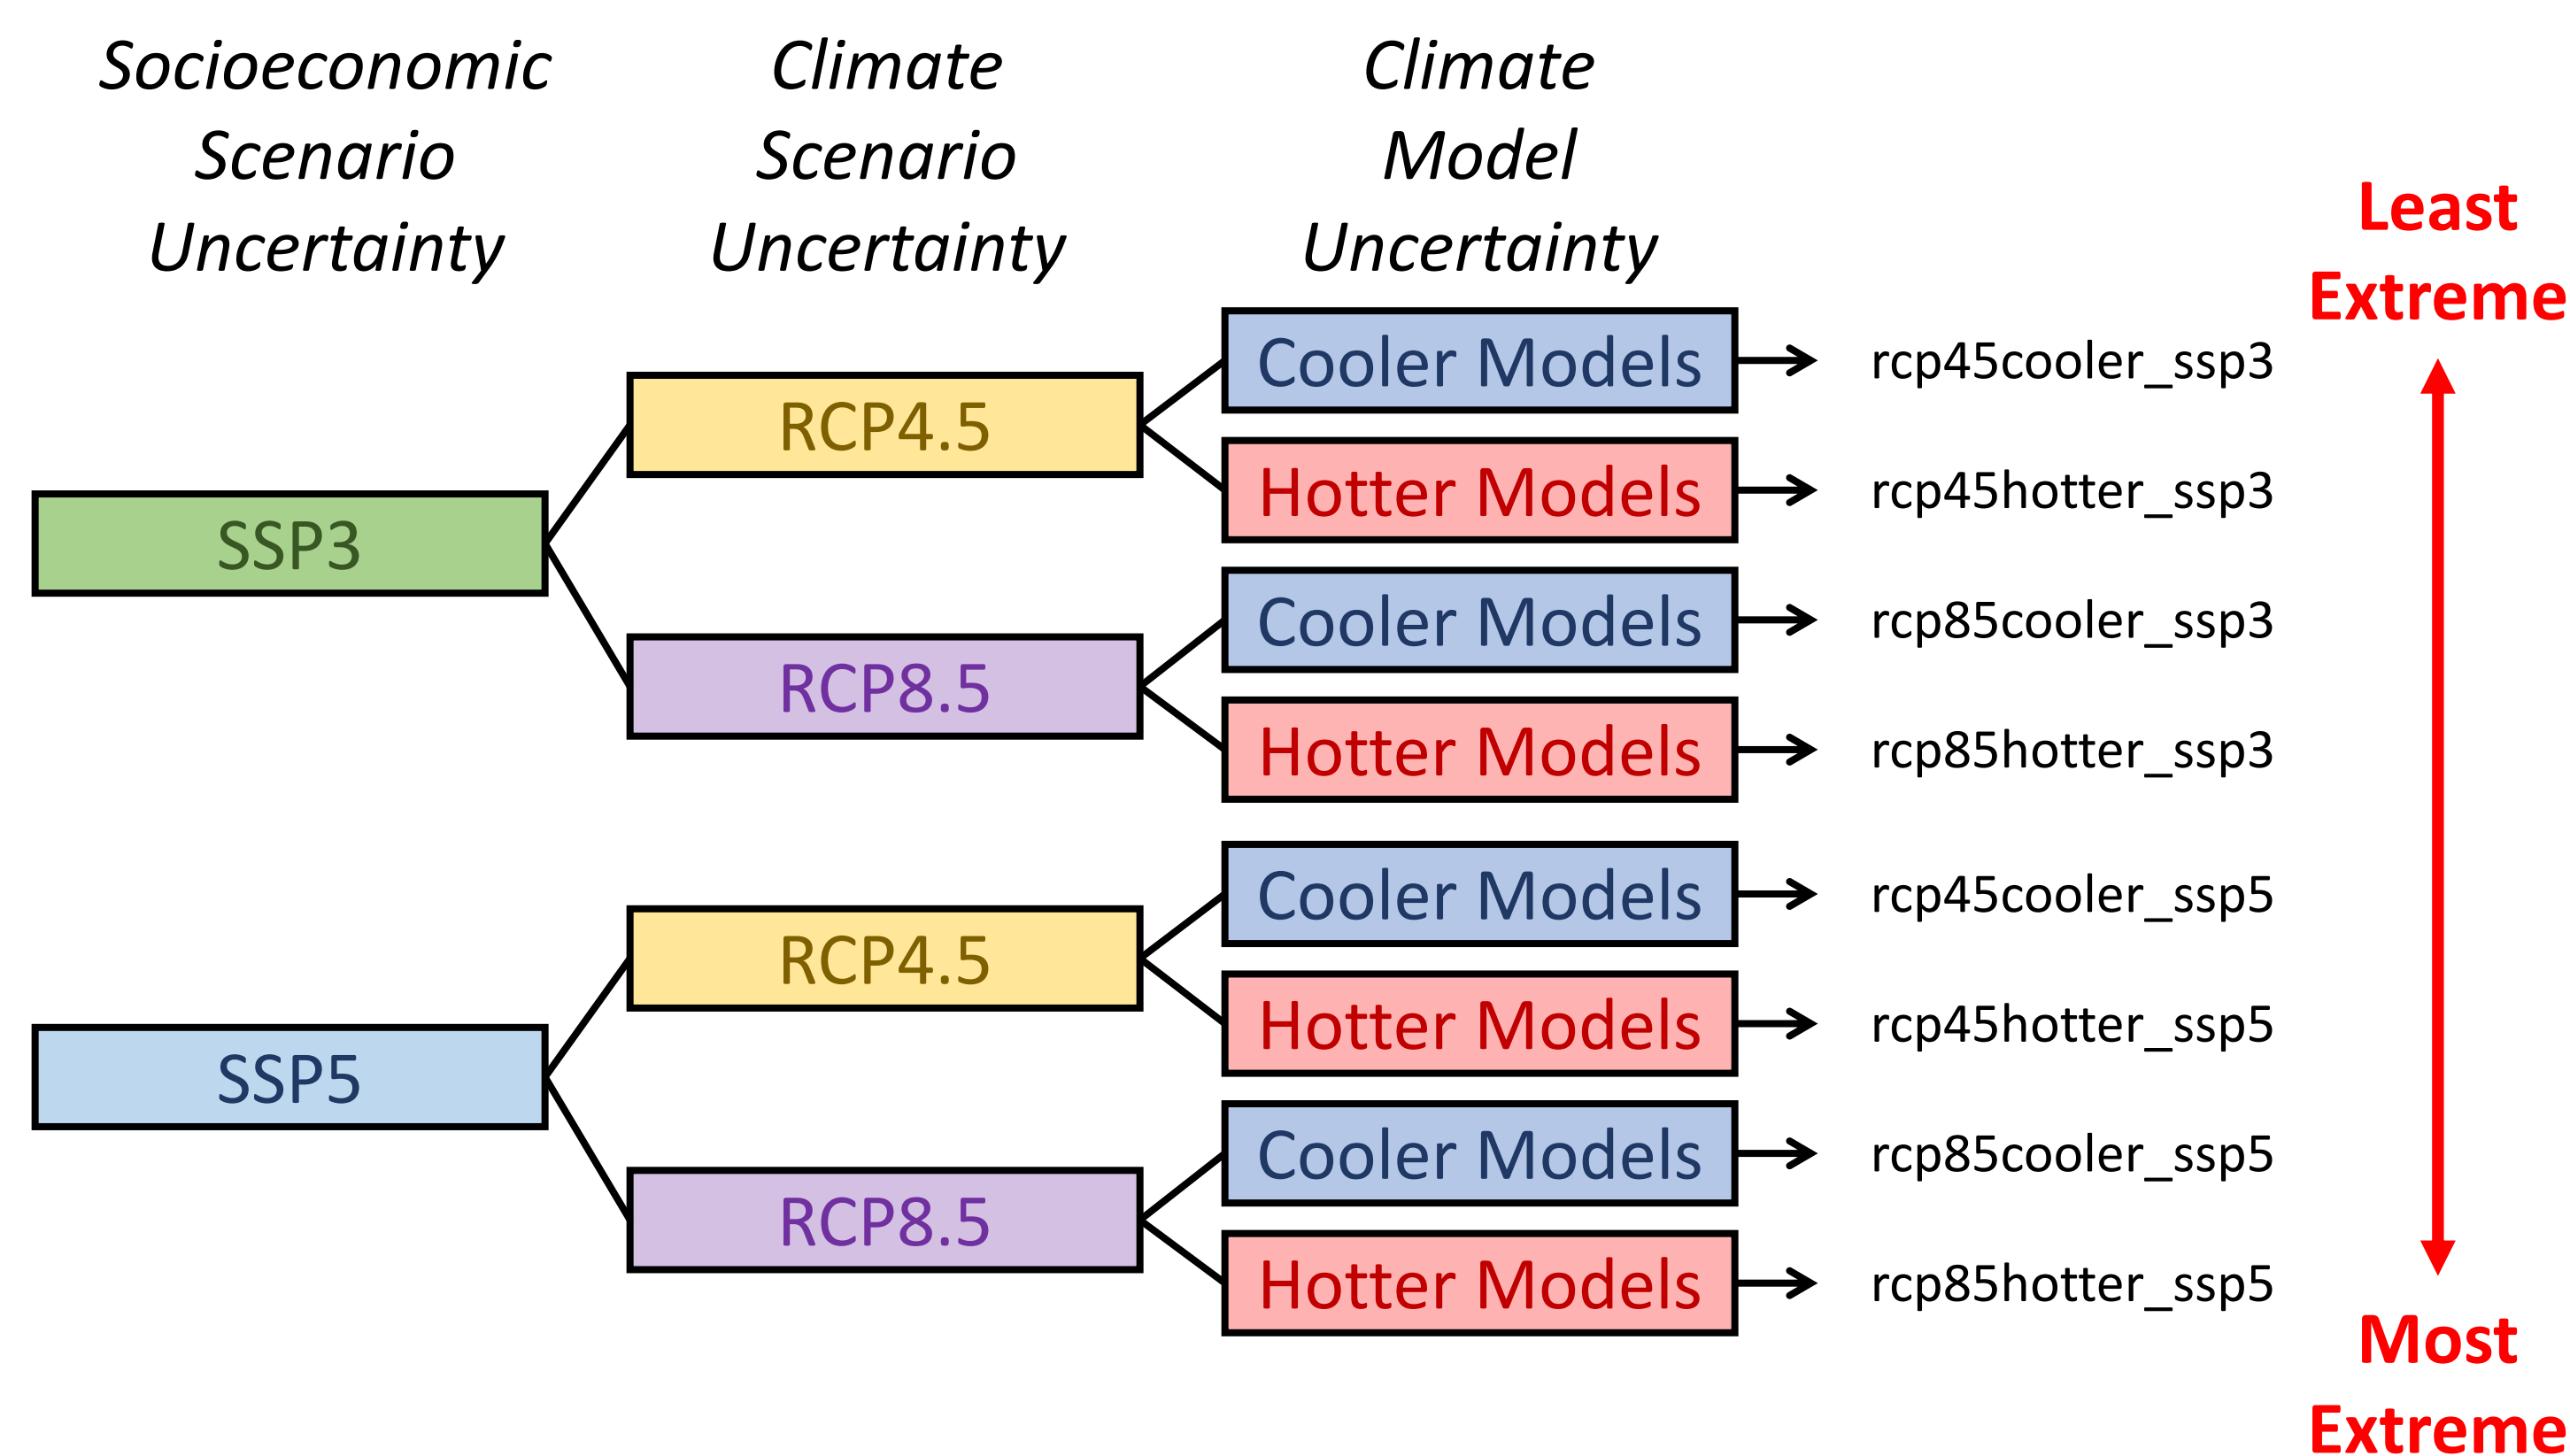 Socioeconomic
Scenario
Uncertainty
Climate
Scenario
Uncertainty
Climate
Model
Uncertainty
Least
Extreme
SSP3
RCP4.5
Cooler Models
rcp45cooler_ssp3
Hotter Models
rcp45hotter_ssp3
RCP8.5
Cooler Models
rcp85cooler_ssp3
Hotter Models
rcp85hotter_ssp3
SSP5
RCP4.5
Cooler Models
rcp45cooler_ssp5
Hotter Models
rcp45hotter_ssp5
RCP8.5
Cooler Models
rcp85cooler_ssp5
Hotter Models
rcp85hotter_ssp5
Most
Extreme